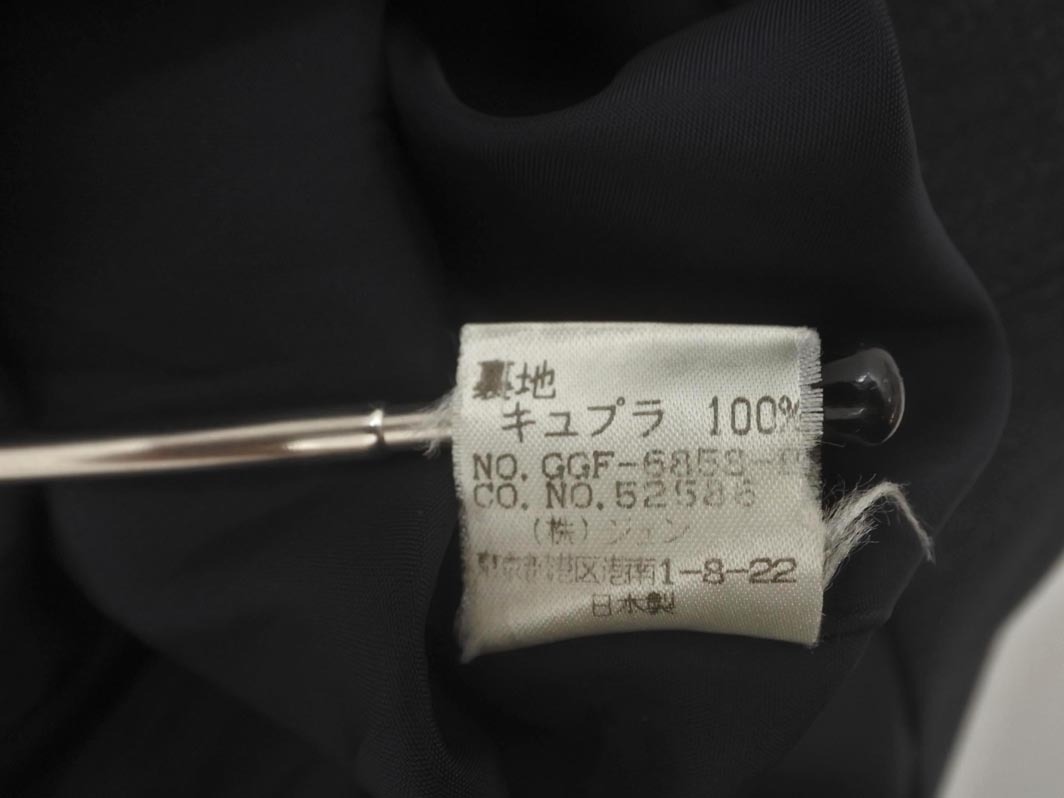 裏地
キュプラ 100%
NO. GGF-6858-
CO. NO. 52586
(株) ジュン
東京都港区港南1-8-22
日本製